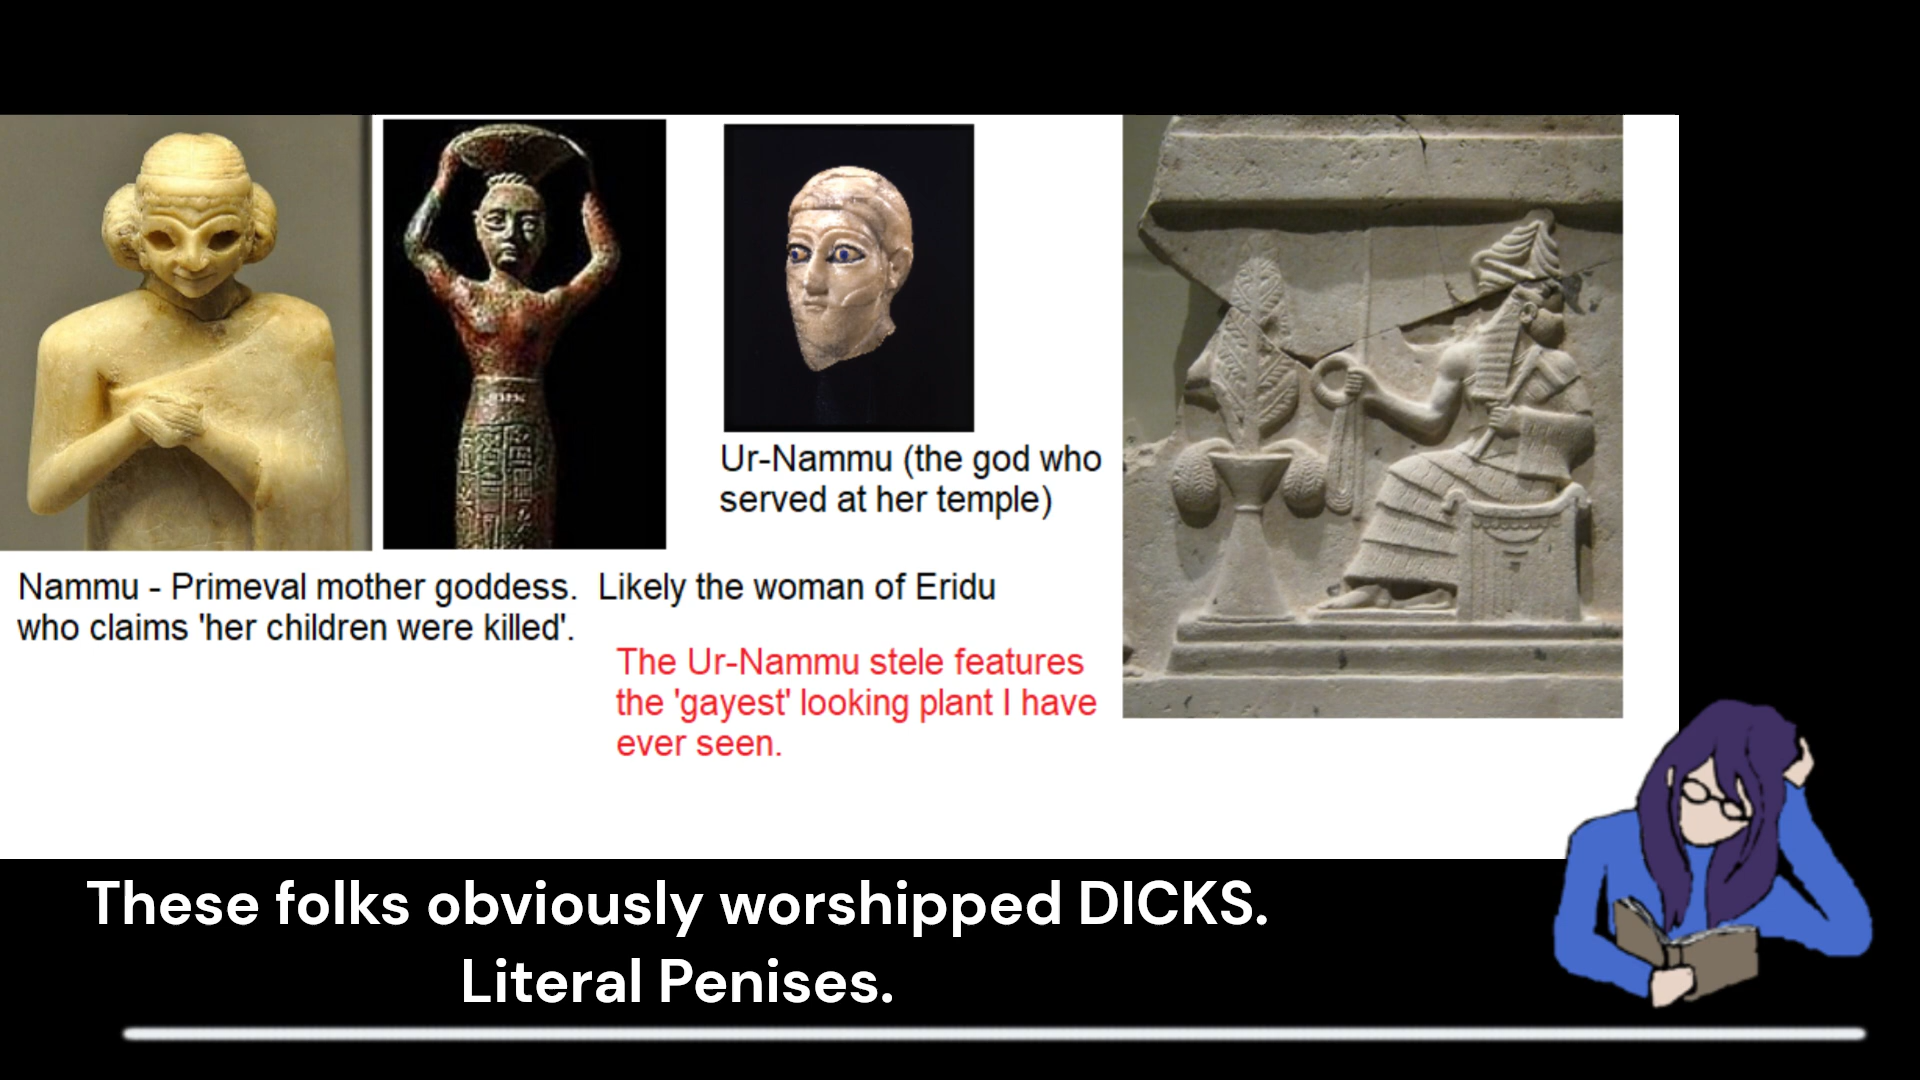 Ur-Nammu (the god who
served at her temple)
Nammu - Primeval mother goddess. Likely the woman of Eridu
who claims 'her children were killed'.
The Ur-Nammu stele features
the 'gayest' looking plant I have
ever seen.
These folks obviously worshipped DICKS.
Literal Penises.